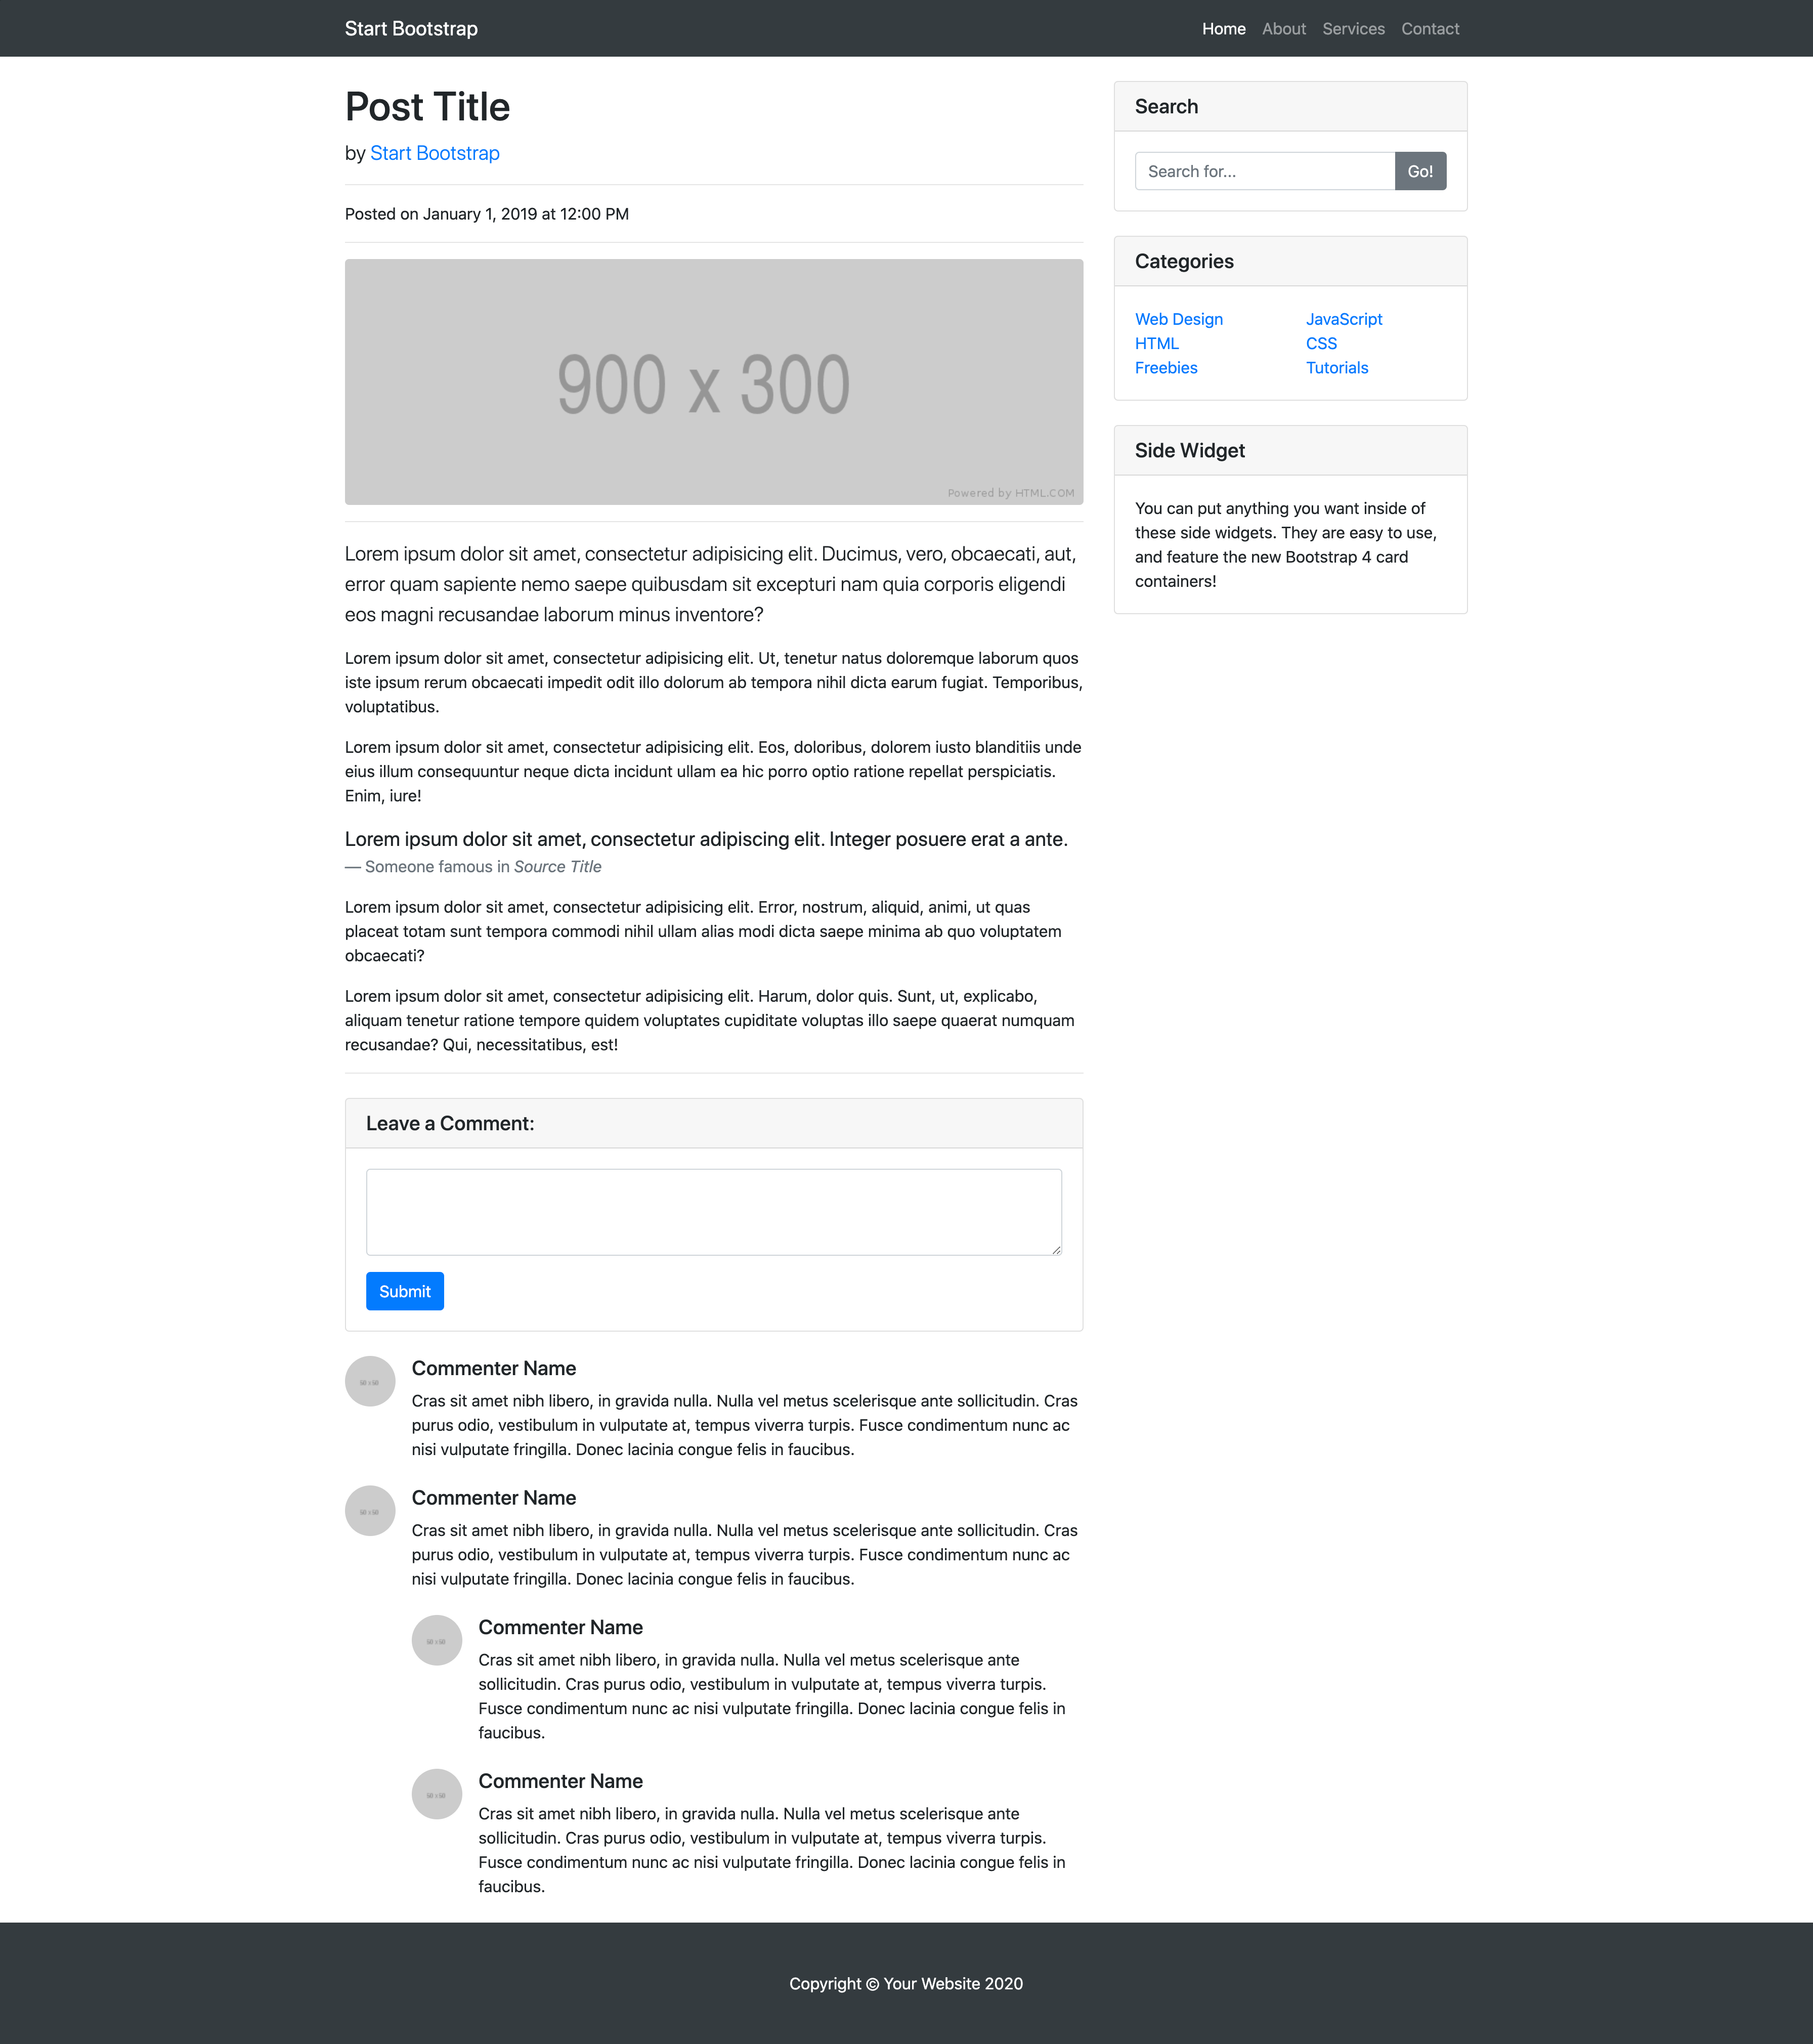 Start Bootstrap
Home About Services Contact
Post Title
by Start Bootstrap
Posted on January 1, 2019 at 12:00 PM
900 x 300
Powered by HTML.COM
Lorem ipsum dolor sit amet, consectetur adipisicing elit. Ducimus, vero, obcaecati, aut,
error quam sapiente nemo saepe quibusdam sit excepturi nam quia corporis eligendi
eos magni recusandae laborum minus inventore?
Lorem ipsum dolor sit amet, consectetur adipisicing elit. Ut, tenetur natus doloremque laborum quos
iste ipsum rerum obcaecati impedit odit illo dolorum ab tempora nihil dicta earum fugiat. Temporibus,
voluptatibus.
Lorem ipsum dolor sit amet, consectetur adipisicing elit. Eos, doloribus, dolorem iusto blanditiis unde
eius illum consequuntur neque dicta incidunt ullam ea hic porro optio ratione repellat perspiciatis.
Enim, iure!
Lorem ipsum dolor sit amet, consectetur adipiscing elit. Integer posuere erat a ante.
— Someone famous in Source Title
Lorem ipsum dolor sit amet, consectetur adipisicing elit. Error, nostrum, aliquid, animi, ut quas
placeat totam sunt tempora commodi nihil ullam alias modi dicta saepe minima ab quo voluptatem
obcaecati?
Lorem ipsum dolor sit amet, consectetur adipisicing elit. Harum, dolor quis. Sunt, ut, explicabo,
aliquam tenetur ratione tempore quidem voluptates cupiditate voluptas illo saepe quaerat numquam
recusandae? Qui, necessitatibus, est!
Leave a Comment:
Submit
Commenter Name
Cras sit amet nibh libero, in gravida nulla. Nulla vel metus scelerisque ante sollicitudin. Cras
purus odio, vestibulum in vulputate at, tempus viverra turpis. Fusce condimentum nunc ac
nisi vulputate fringilla. Donec lacinia congue felis in faucibus.
Commenter Name
Cras sit amet nibh libero, in gravida nulla. Nulla vel metus scelerisque ante sollicitudin. Cras
purus odio, vestibulum in vulputate at, tempus viverra turpis. Fusce condimentum nunc ac
nisi vulputate fringilla. Donec lacinia congue felis in faucibus.
Commenter Name
Cras sit amet nibh libero, in gravida nulla. Nulla vel metus scelerisque ante
sollicitudin. Cras purus odio, vestibulum in vulputate at, tempus viverra turpis.
Fusce condimentum nunc ac nisi vulputate fringilla. Donec lacinia congue felis in
faucibus.
Commenter Name
Cras sit amet nibh libero, in gravida nulla. Nulla vel metus scelerisque ante
sollicitudin. Cras purus odio, vestibulum in vulputate at, tempus viverra turpis.
Fusce condimentum nunc ac nisi vulputate fringilla. Donec lacinia congue felis in
faucibus.
Search
Search for...
Go!
Categories
Web Design
HTML
Freebies
JavaScript
CSS
Tutorials
Side Widget
You can put anything you want inside of
these side widgets. They are easy to use,
and feature the new Bootstrap 4 card
containers!
Copyright © Your Website 2020